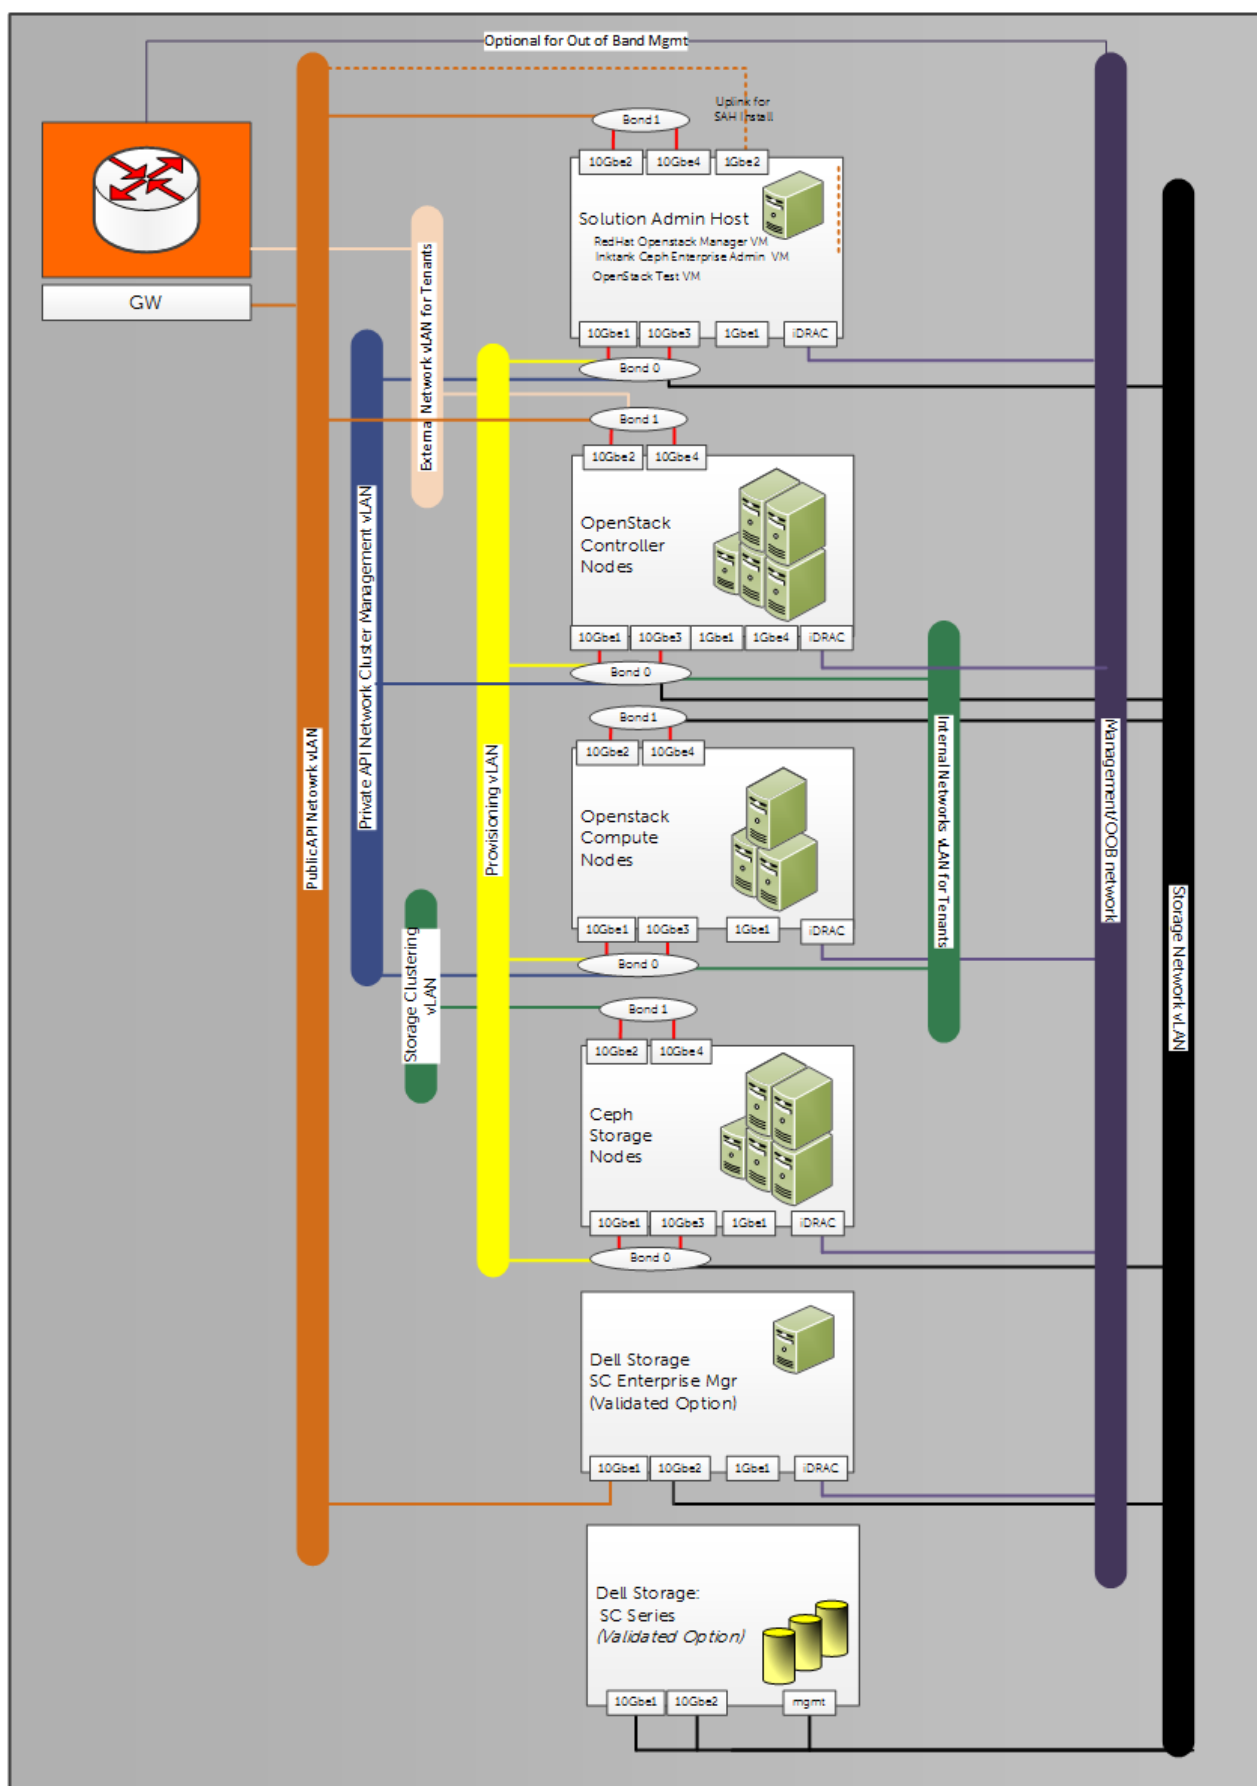 Optional for Out of Band Mgmt
Uplink for
SAH Install
Bond 1
10Gbe2
10Gbe4
1Gbe2
Solution Admin Host
RedHat Openstack Manager VM
Inktank Ceph Enterprise Admin VM
OpenStack Test VM
GW
10Gbe1
10Gbe3
1Gbe1
iDRAC
Bond 0
External Network vLAN for Tenants
Bond 1
10Gbe2
10Gbe4
OpenStack
Controller
Nodes
10Gbe1
10Gbe3
1Gbe1
1Gbe4
iDRAC
Bond 0
Private API Network Cluster Management vLAN
Bond 1
10Gbe2
10Gbe4
Openstack
Compute
Nodes
PublicAPI Netowrk vLAN
Provisioning vLAN
Internal Networks vLAN for Tenants
Management/OOB network
Storage Network vLAN
10Gbe1
10Gbe3
1Gbe1
iDRAC
Bond 0
Storage Clustering
vLAN
Bond 1
10Gbe2
10Gbe4
Ceph
Storage
Nodes
10Gbe1
10Gbe3
1Gbe1
iDRAC
Bond 0
Dell Storage
SC Enterprise Mgr
(Validated Option)
10Gbe1
10Gbe2
1Gbe1
iDRAC
Dell Storage:
SC Series
(Validated Option)
10Gbe1
10Gbe2
mgmt